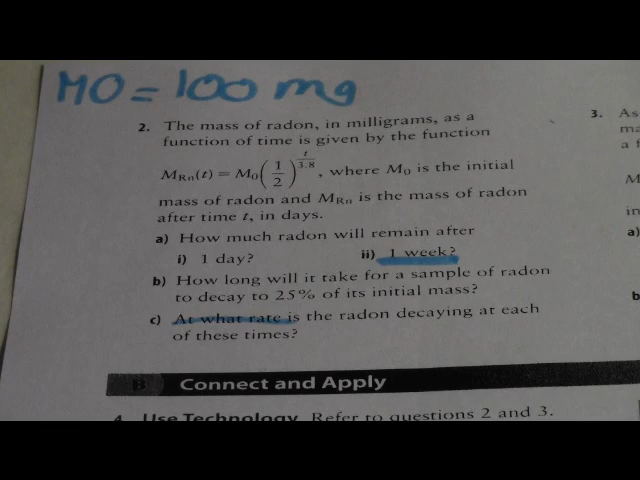 MO = 100 mg
2. The mass of radon, in milligrams, as a
function of time is given by the function
M_Rn(t) = M₀(1/2)^(t/3.8), where M₀ is the initial
mass of radon and M_Rn is the mass of radon
after time t, in days.
a) How much radon will remain after
i) 1 day? ii) 1 week?
b) How long will it take for a sample of radon
to decay to 25% of its initial mass?
c) At what rate is the radon decaying at each
of these times?
B Connect and Apply
4. Use Technology Refer to questions 2 and 3.
3. As
ma
a f
M
in
a)
b